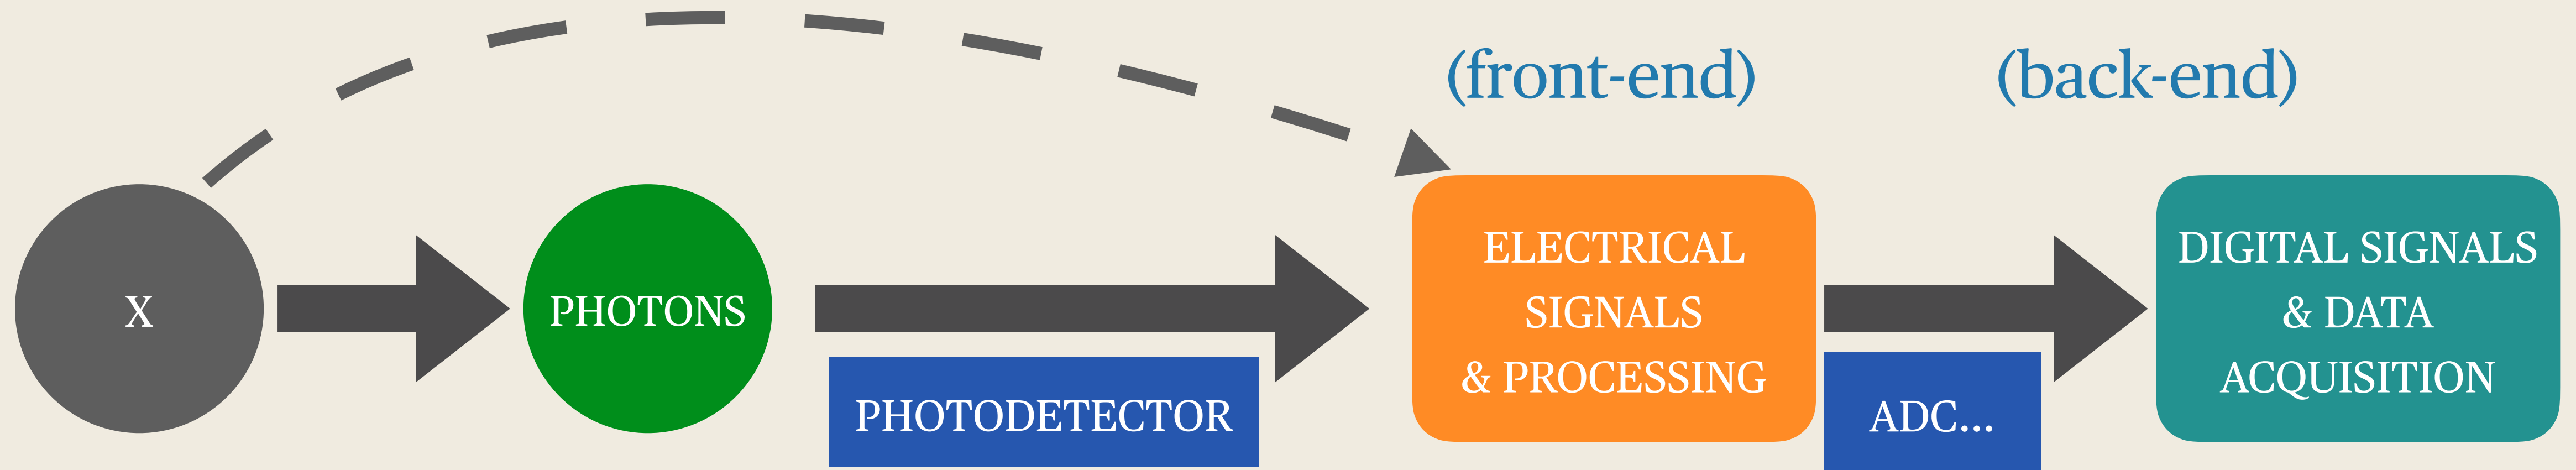 (front-end)
(back-end)
X
PHOTONS
PHOTODETECTOR
ELECTRICAL
SIGNALS
& PROCESSING
ADC...
DIGITAL SIGNALS
& DATA
ACQUISITION